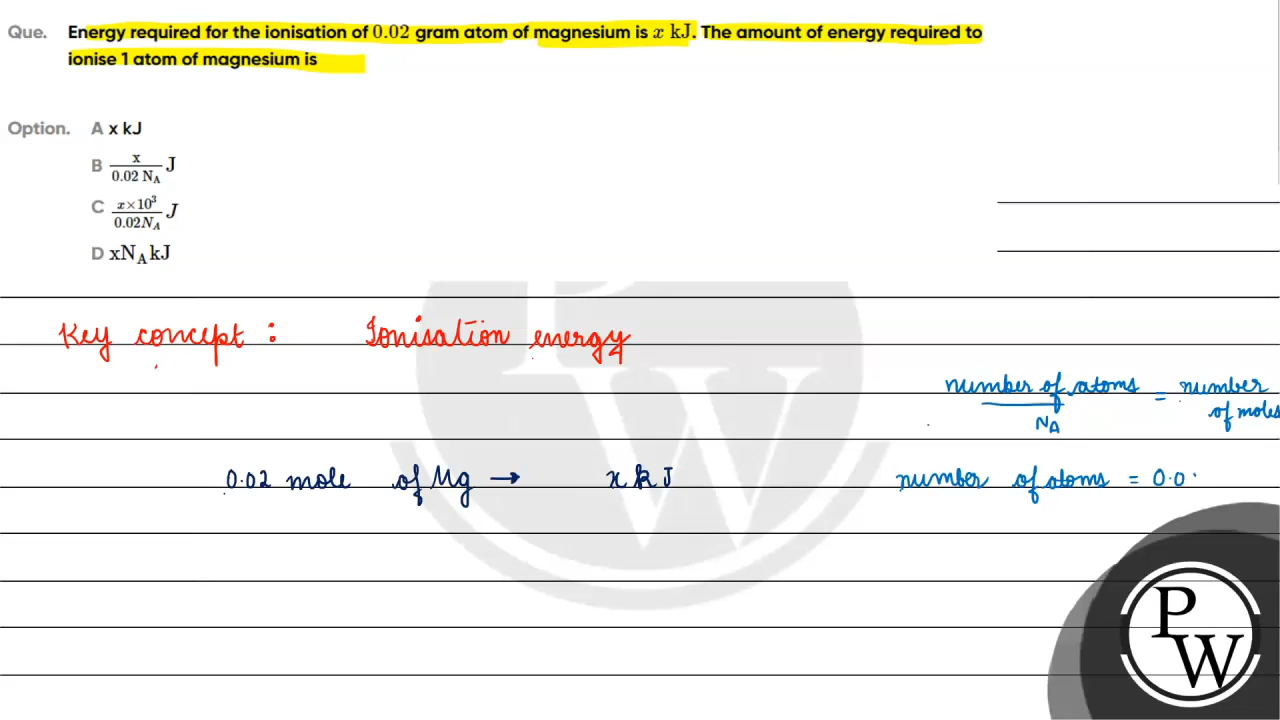 Que. Energy required for the ionisation of 0.02 gram atom of magnesium is x kJ. The amount of energy required to
ionise 1 atom of magnesium is
Option. A x kJ
B x/(0.02 N_A) J
C x×10³/(0.02N_A) J
D xN_A kJ
Key concept : Ionisation energy
number of atoms / N_A = number of moles
0.02 mole of Mg → x kJ
number of atoms = 0.0
PW